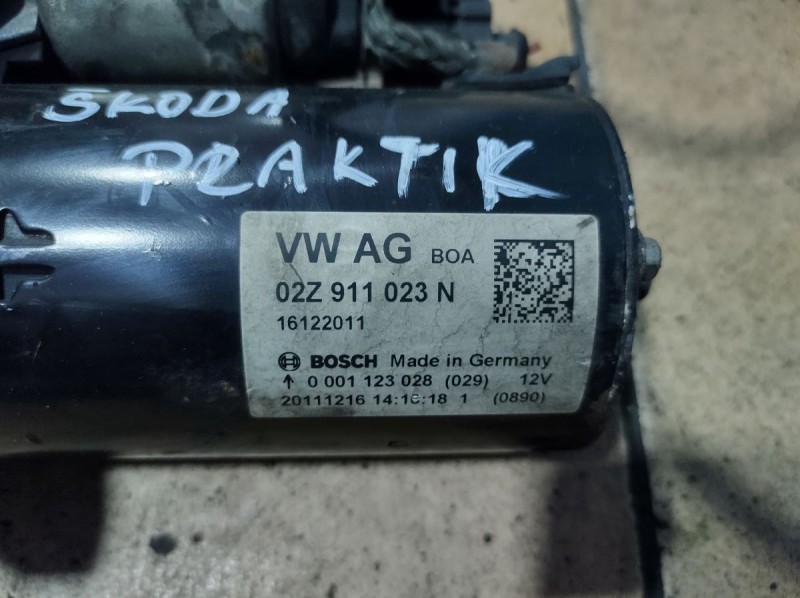 ŠKODA
PRAKTIK
VW AG BOA
02Z 911 023 N
16122011
BOSCH Made in Germany
↑ 0 001 123 028 (029) 12V
20111216 14:16:18 1 (0890)